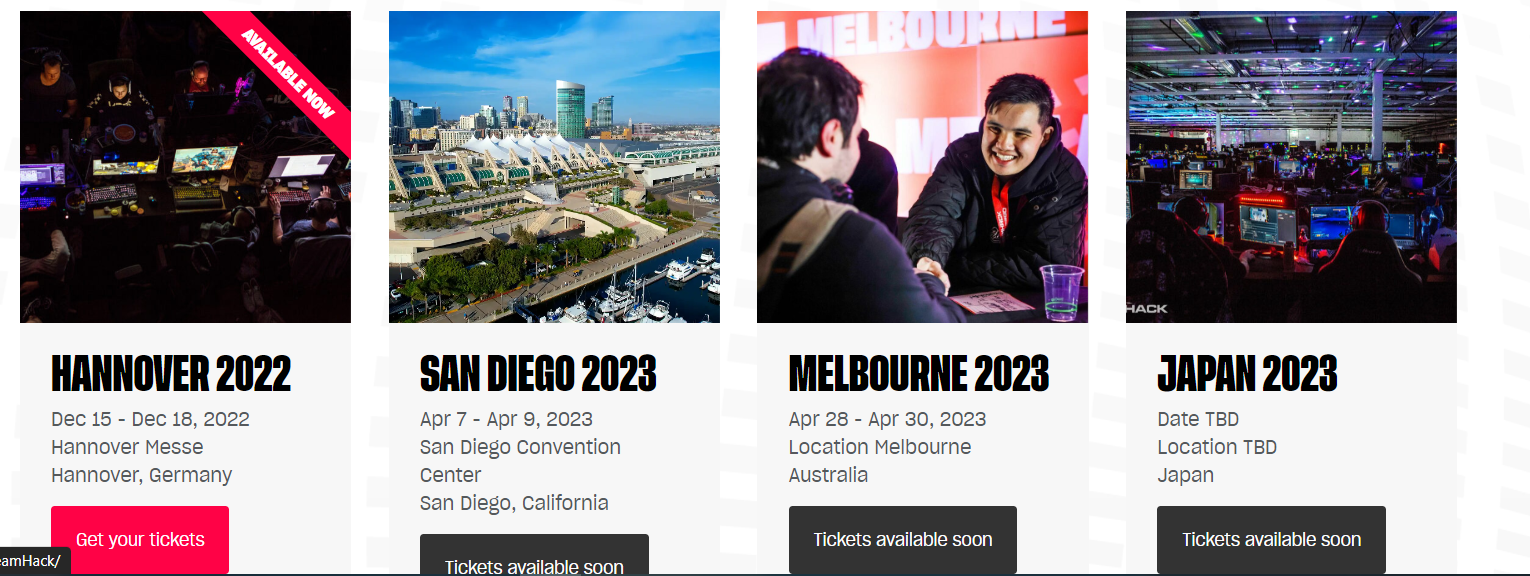 AVAILABLE NOW
MELBOURNE
HACK
HANNOVER 2022
Dec 15 - Dec 18, 2022
Hannover Messe
Hannover, Germany
Get your tickets
SAN DIEGO 2023
Apr 7 - Apr 9, 2023
San Diego Convention
Center
San Diego, California
Tickets available soon
MELBOURNE 2023
Apr 28 - Apr 30, 2023
Location Melbourne
Australia
Tickets available soon
JAPAN 2023
Date TBD
Location TBD
Japan
Tickets available soon
eamHack/